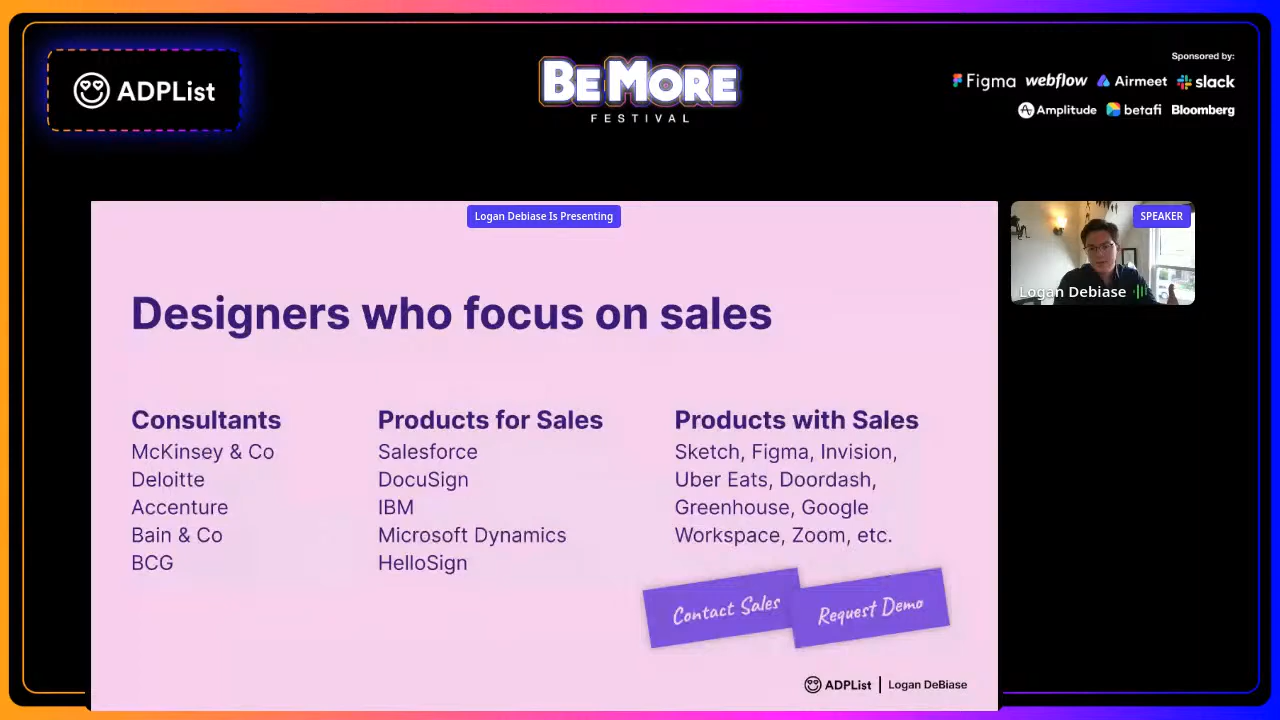 ADPList
BE MORE
FESTIVAL
Sponsored by:
Figma webflow Airmeet slack
Amplitude betafi Bloomberg
Logan Debiase Is Presenting
SPEAKER
Logan Debiase
Designers who focus on sales
Consultants
McKinsey & Co
Deloitte
Accenture
Bain & Co
BCG
Products for Sales
Salesforce
DocuSign
IBM
Microsoft Dynamics
HelloSign
Products with Sales
Sketch, Figma, Invision,
Uber Eats, Doordash,
Greenhouse, Google
Workspace, Zoom, etc.
Contact Sales
Request Demo
ADPList | Logan DeBiase